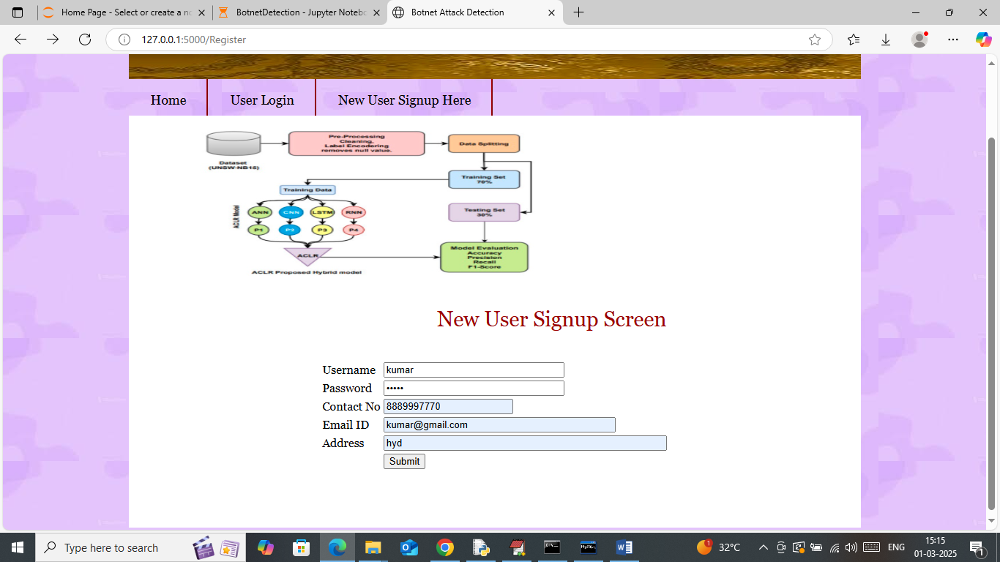 Home Page - Select or create a no
BotnetDetection - Jupyter Notebo
Botnet Attack Detection
127.0.0.1:5000/Register
Home
User Login
New User Signup Here
Dataset
(UNSW-NB15)
Pre-Processing
Cleaning,
Label Encodering
removes null value.
Data Splitting
Training Set
70%
Training Data
Testing Set
30%
ACLR Model
ANN CNN LSTM RNN
P1 P2 P3 P4
ACLR
Model Evaluation
Accuracy
Precision
Recall
F1-Score
ACLR Proposed Hybrid model
New User Signup Screen
Username kumar
Password •••••
Contact No 8889997770
Email ID kumar@gmail.com
Address hyd
Submit
Type here to search
1
32°C
ENG
15:15
01-03-2025
1